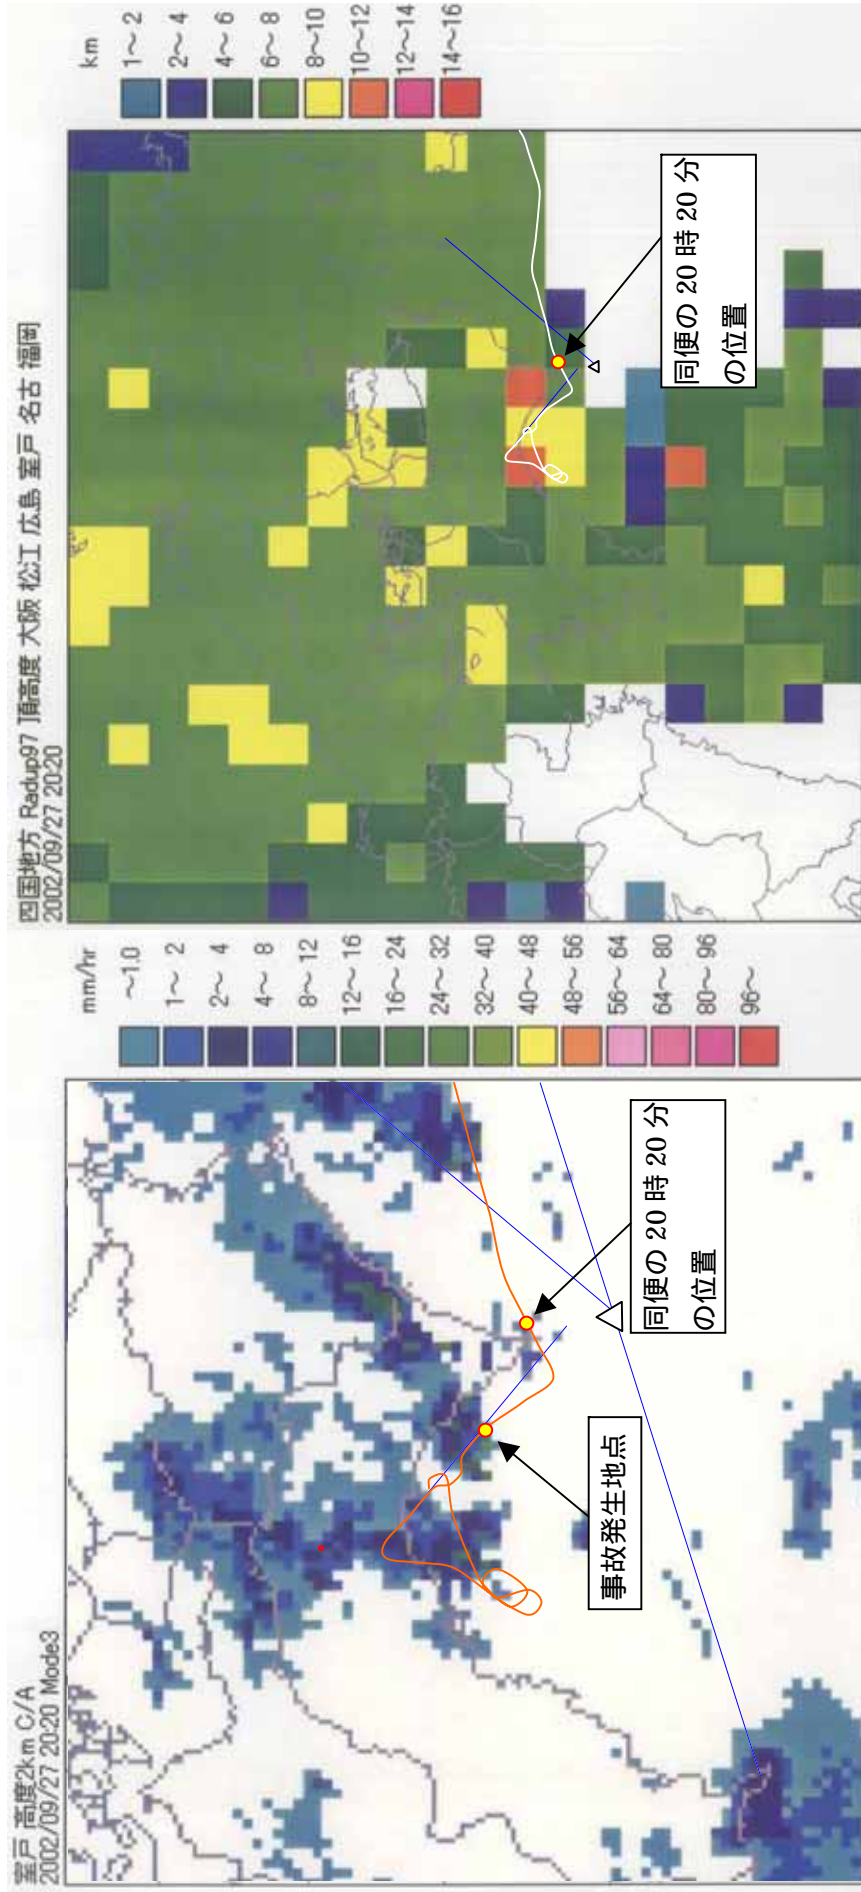 室戸 高度2km C/A
2002/09/27 20:20 Mode3
mm/hr
～1.0
1～ 2
2～ 4
4～ 8
8～ 12
12～ 16
16～ 24
24～ 32
32～ 40
40～ 48
48～ 56
56～ 64
64～ 80
80～ 96
96～
事故発生地点
同便の 20 時 20 分
の位置
四国地方 Radup97 頂高度 大阪 松江 広島 室戸 名古 福岡
2002/09/27 20:20
km
1～ 2
2～ 4
4～ 6
6～ 8
8～10
10～12
12～14
14～16
同便の 20 時 20 分
の位置